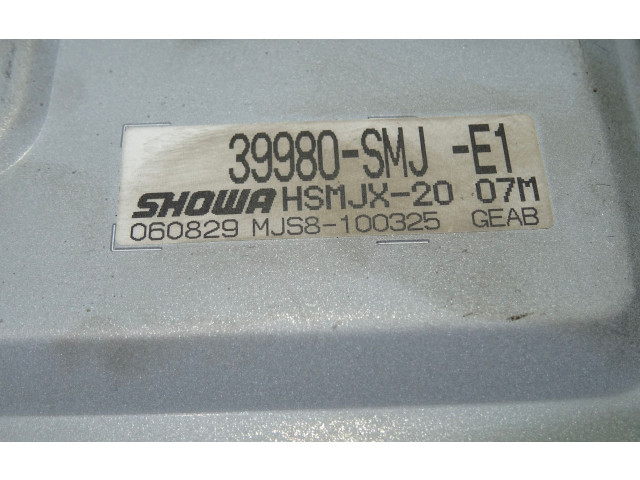 39980-SMJ -E1
SHOWA HSMJX-20 07M
060829 MJS8-100325 GEAB